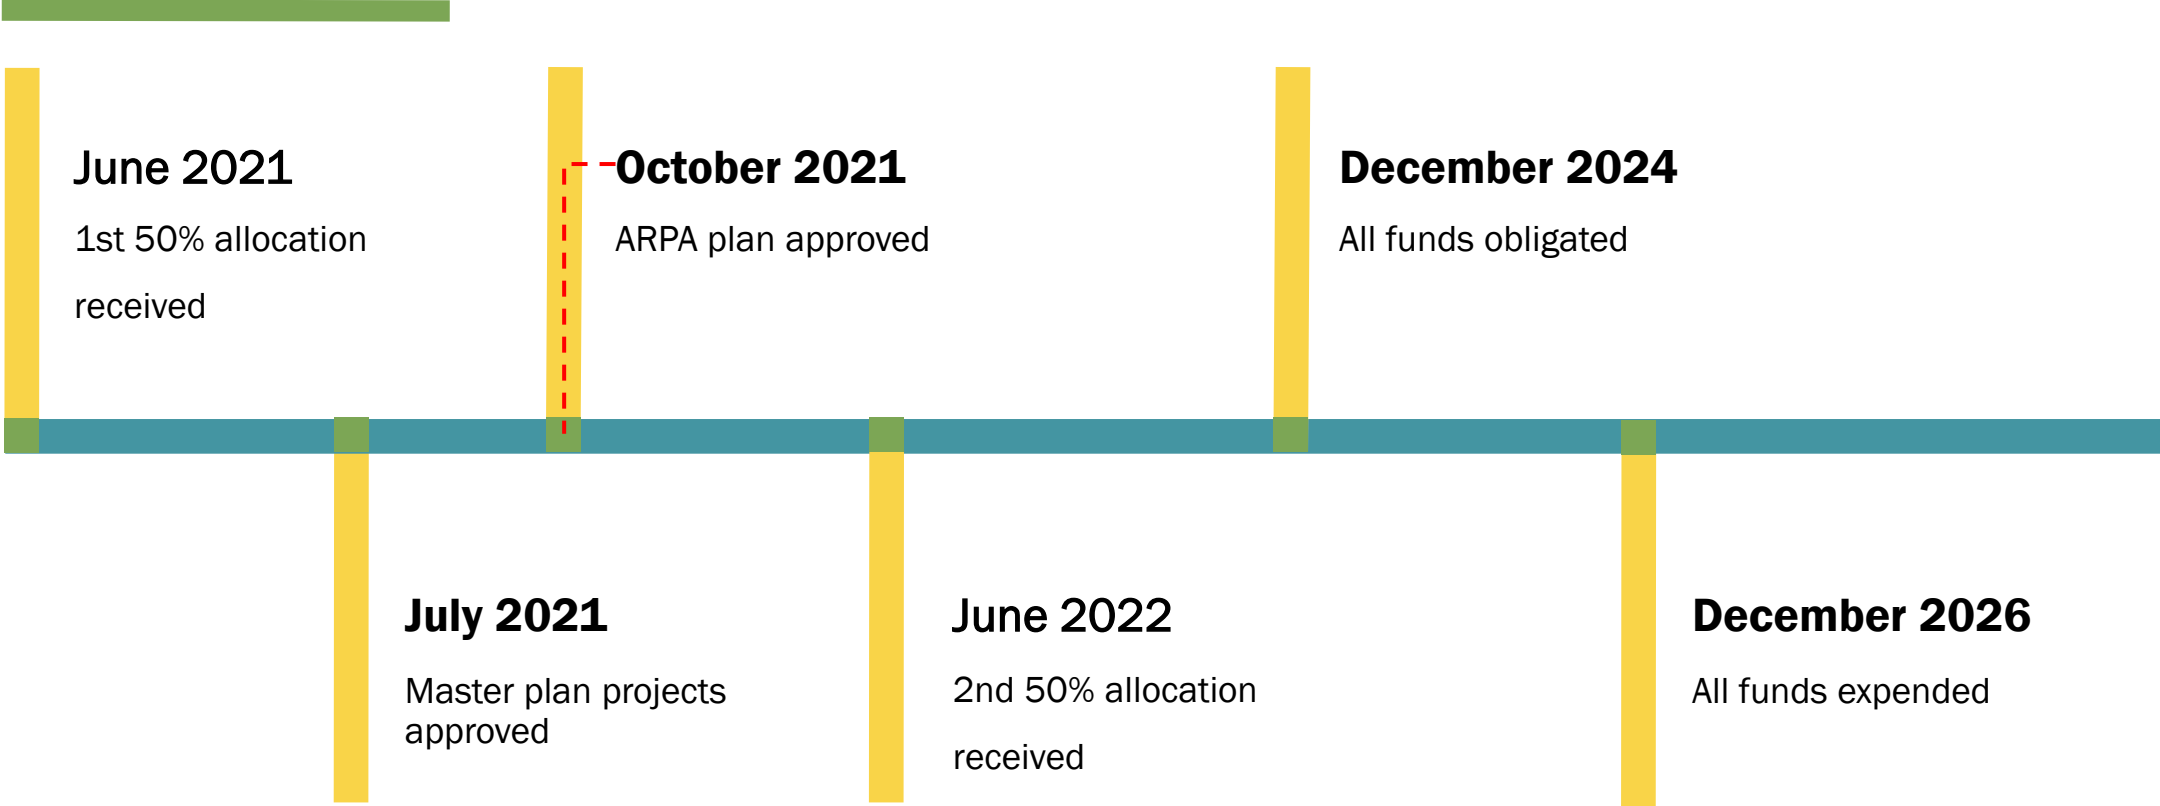 June 2021
1st 50% allocation
received
October 2021
ARPA plan approved
December 2024
All funds obligated
July 2021
Master plan projects
approved
June 2022
2nd 50% allocation
received
December 2026
All funds expended